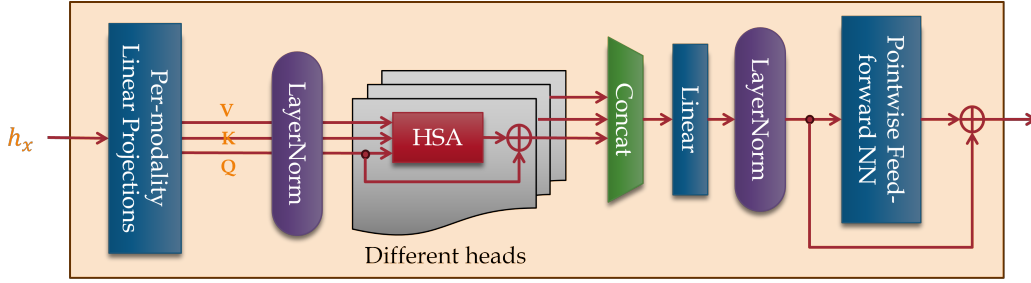 h_x
Per-modality
Linear Projections
V
K
Q
LayerNorm
HSA
Different heads
Concat
Linear
LayerNorm
Pointwise Feed-
forward NN